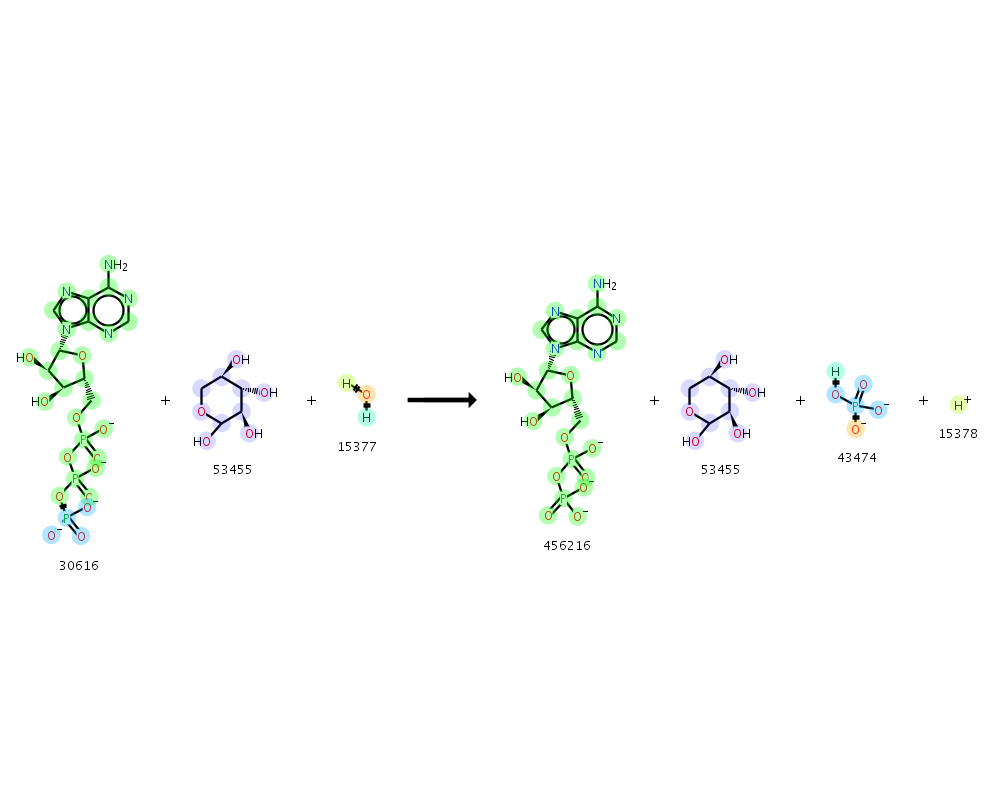 NH2
N
N
N
N
HO
O
HO
O
O-
P
O
O
O-
P
O
O
O-
P
O-
O
30616
+
OH
OH
O
HO
OH
53455
+
H
O
H
15377
NH2
N
N
N
N
HO
O
HO
O
O-
P
O
O
O-
P
O
O-
456216
+
OH
OH
O
HO
OH
53455
+
H
O
O
P
O-
O-
43474
+
H+
15378